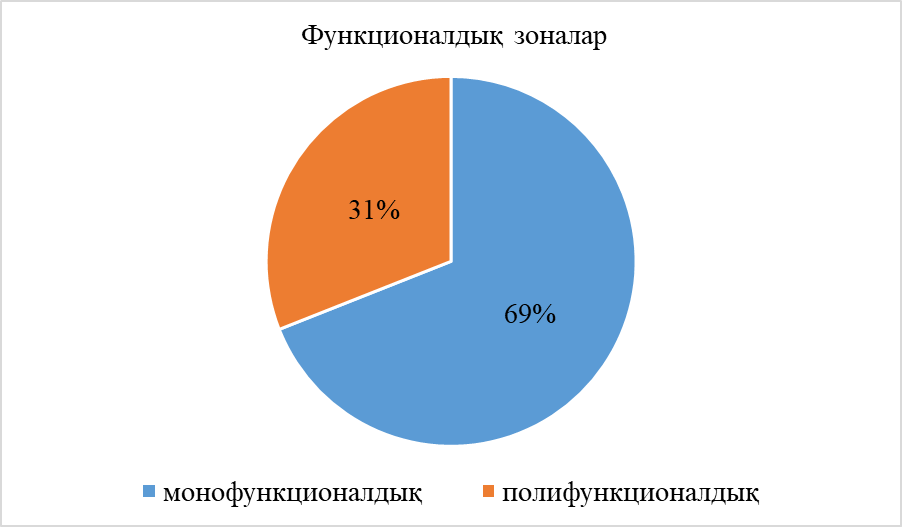 Функционалдық зоналар
31%
69%
монофункционалдық полифункционалдық